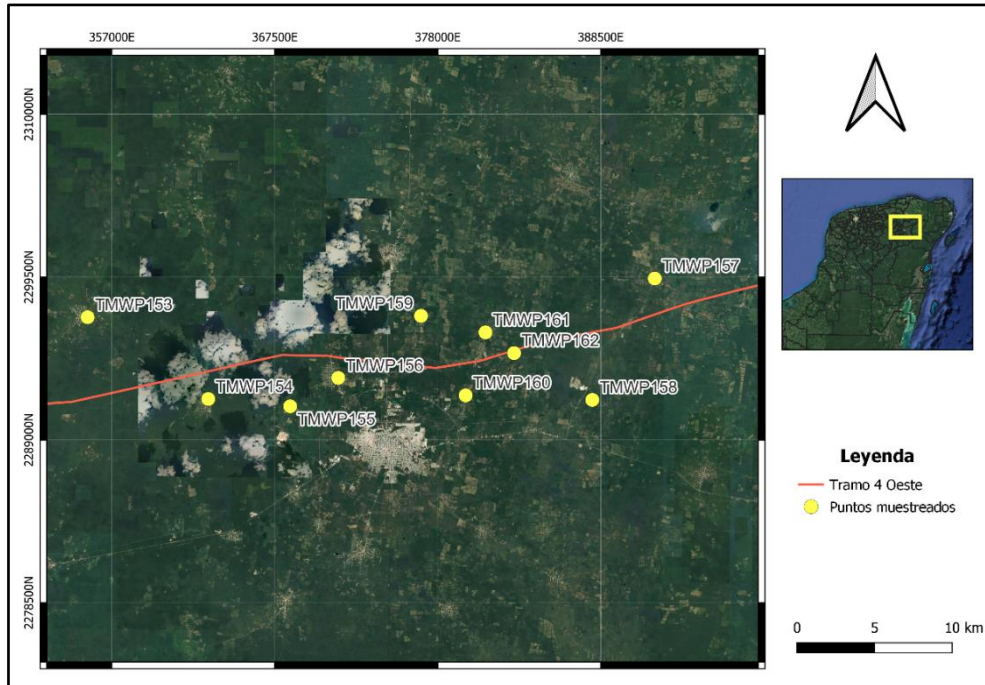 357000E
367500E
378000E
388500E
2310000N
2299500N
2289000N
2278500N
TMWP157
TMWP153
TMWP159
TMWP161
TMWP162
TMWP156
TMWP154
TMWP160
TMWP158
TMWP155
Leyenda
Tramo 4 Oeste
Puntos muestreados
0 5 10 km